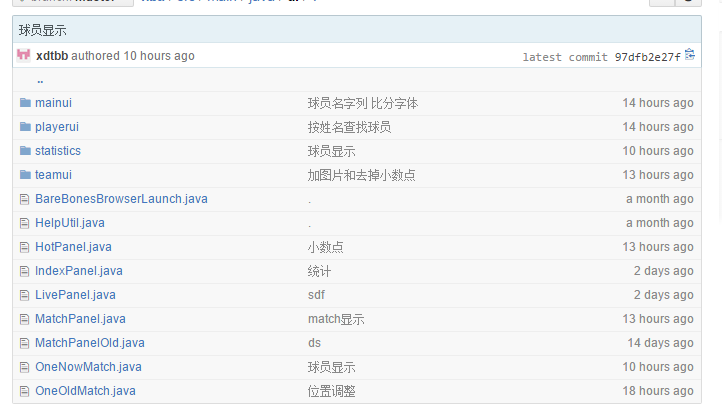 球员显示
xdtbb authored 10 hours ago latest commit 97dfb2e27f
..
mainui 球员名字列 比分字体 14 hours ago
playerui 按姓名查找球员 14 hours ago
statistics 球员显示 10 hours ago
teamui 加图片和去掉小数点 13 hours ago
BareBonesBrowserLaunch.java . a month ago
HelpUtil.java . a month ago
HotPanel.java 小数点 13 hours ago
IndexPanel.java 统计 2 days ago
LivePanel.java sdf 2 days ago
MatchPanel.java match显示 13 hours ago
MatchPanelOld.java ds 14 days ago
OneNowMatch.java 球员显示 10 hours ago
OneOldMatch.java 位置调整 18 hours ago